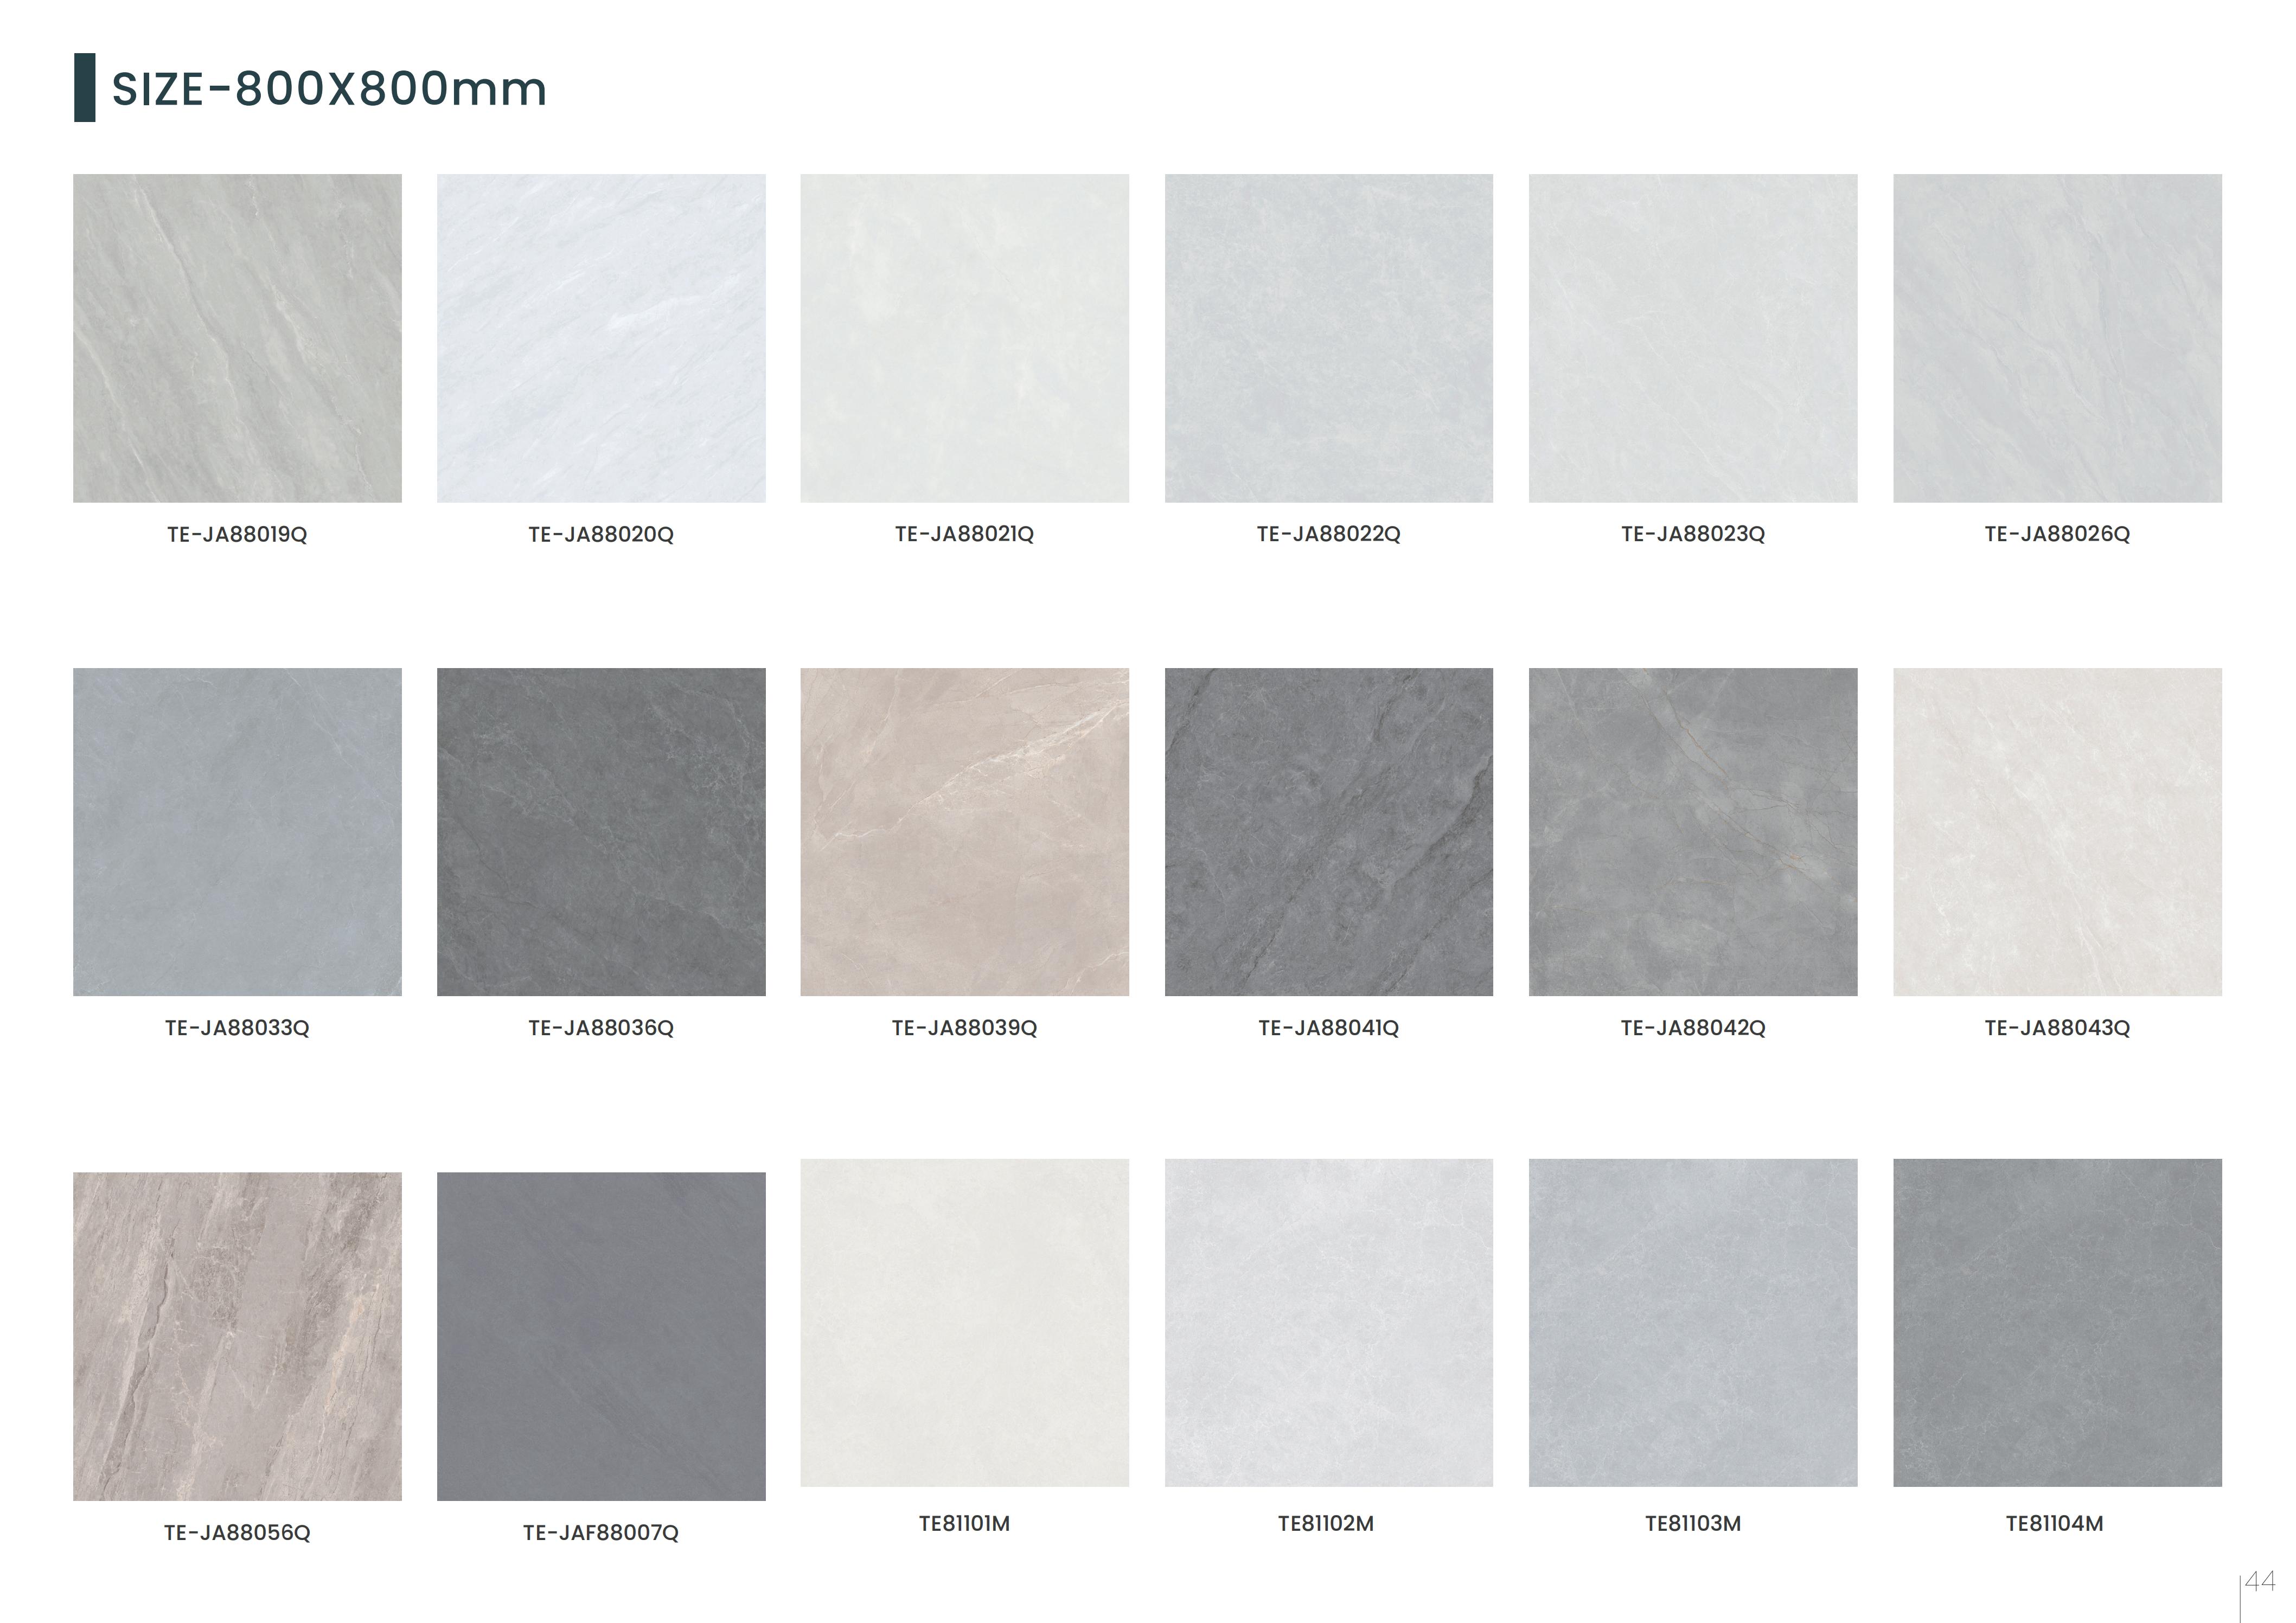 SIZE-800X800mm
TE-JA88019Q
TE-JA88020Q
TE-JA88021Q
TE-JA88022Q
TE-JA88023Q
TE-JA88026Q
TE-JA88033Q
TE-JA88036Q
TE-JA88039Q
TE-JA88041Q
TE-JA88042Q
TE-JA88043Q
TE-JA88056Q
TE-JAF88007Q
TE81101M
TE81102M
TE81103M
TE81104M
44